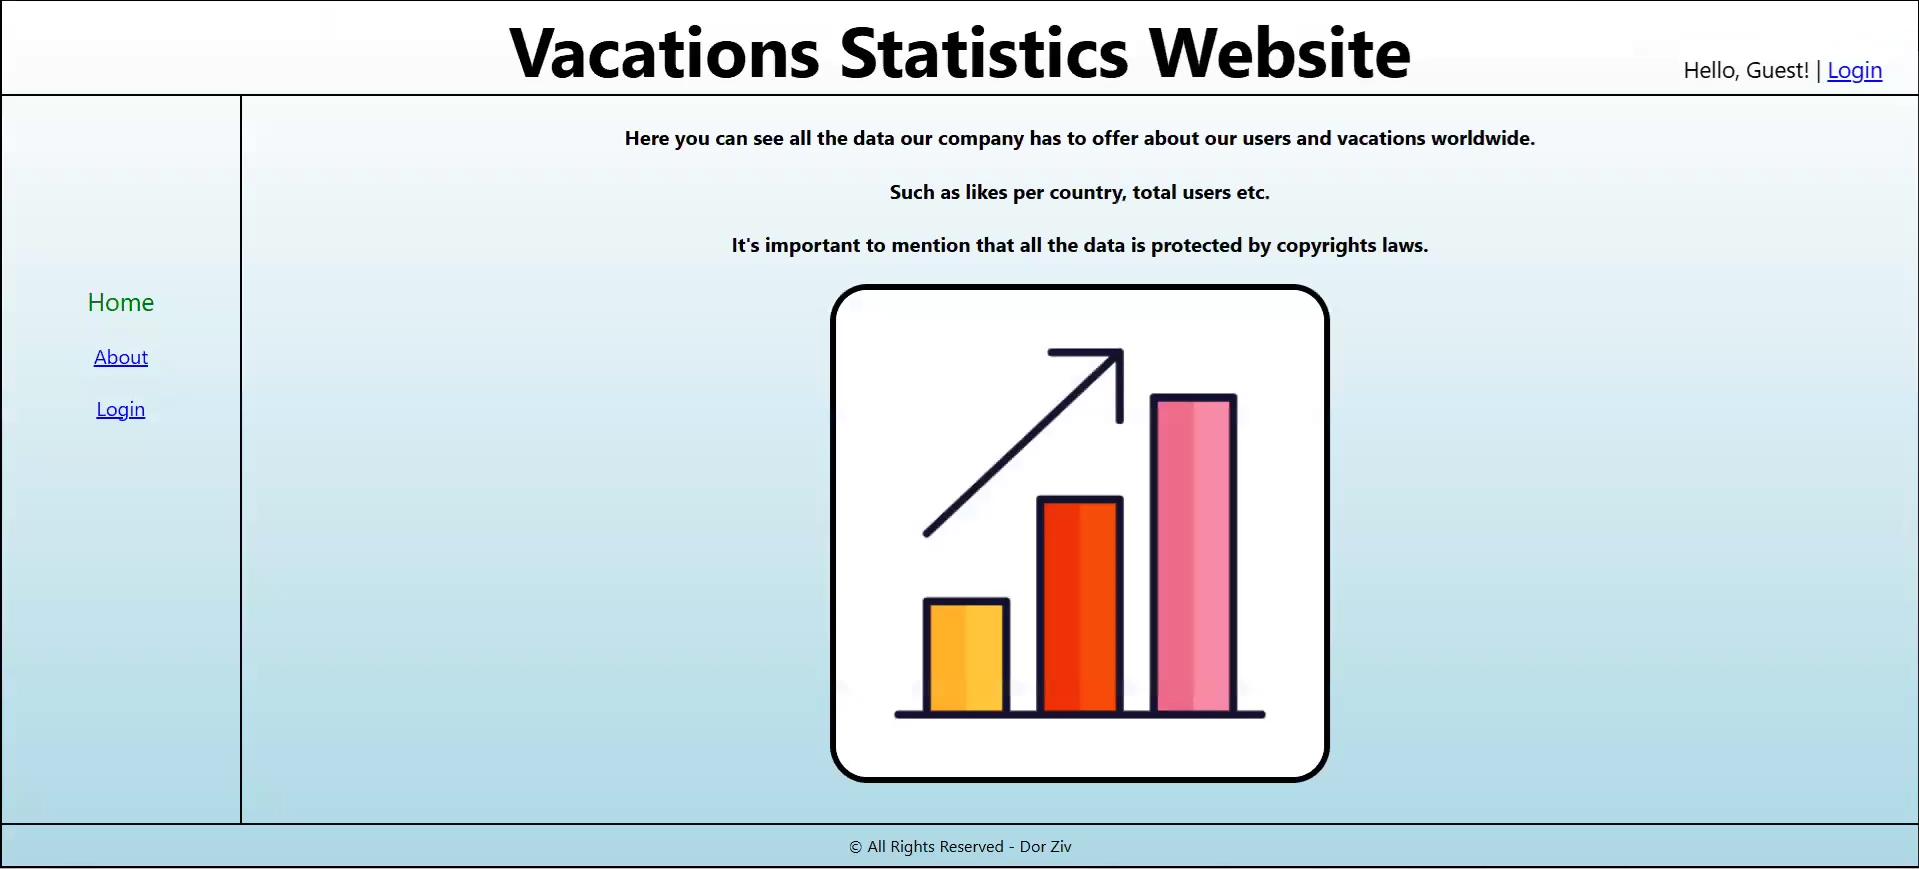 Vacations Statistics Website
Hello, Guest! | Login
Here you can see all the data our company has to offer about our users and vacations worldwide.
Such as likes per country, total users etc.
It's important to mention that all the data is protected by copyrights laws.
Home
About
Login
© All Rights Reserved - Dor Ziv